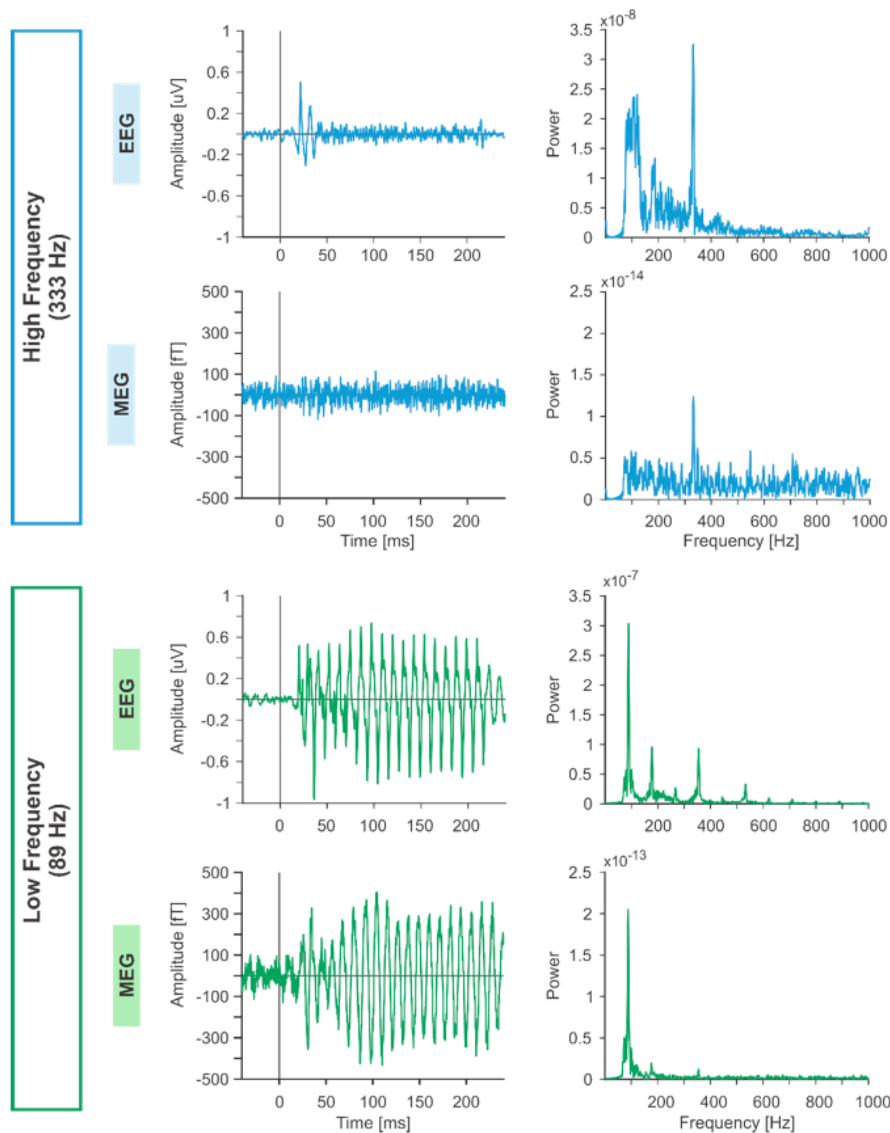 High Frequency
(333 Hz)
EEG
Amplitude [uV]
1
0.6
0.2
-0.2
-0.6
-1
0 50 100 150 200
x10-8
Power
3.5
3
2.5
2
1.5
1
0.5
0
200 400 600 800 1000
MEG
Amplitude [fT]
500
300
100
-100
-300
-500
0 50 100 150 200
Time [ms]
x10-14
Power
2.5
2
1.5
1
0.5
0
200 400 600 800 1000
Frequency [Hz]
Low Frequency
(89 Hz)
EEG
Amplitude [uV]
1
0.6
0.2
-0.2
-0.6
-1
0 50 100 150 200
x10-7
Power
3.5
3
2.5
2
1.5
1
0.5
0
200 400 600 800 1000
MEG
Amplitude [fT]
500
300
100
-100
-300
-500
0 50 100 150 200
Time [ms]
x10-13
Power
2.5
2
1.5
1
0.5
0
200 400 600 800 1000
Frequency [Hz]